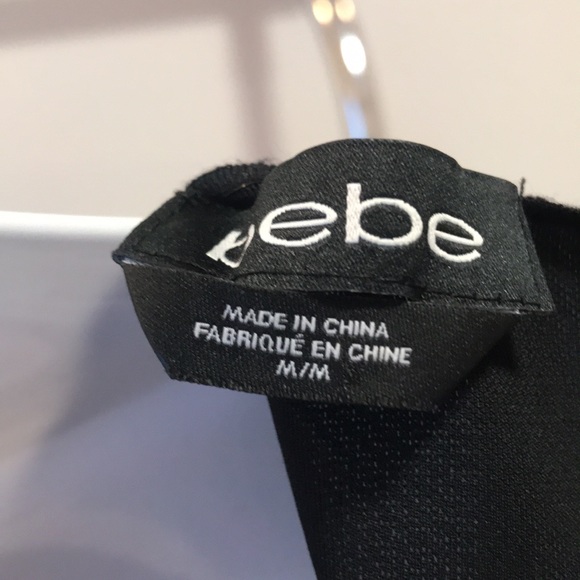 bebe
MADE IN CHINA
FABRIQUÉ EN CHINE
M/M